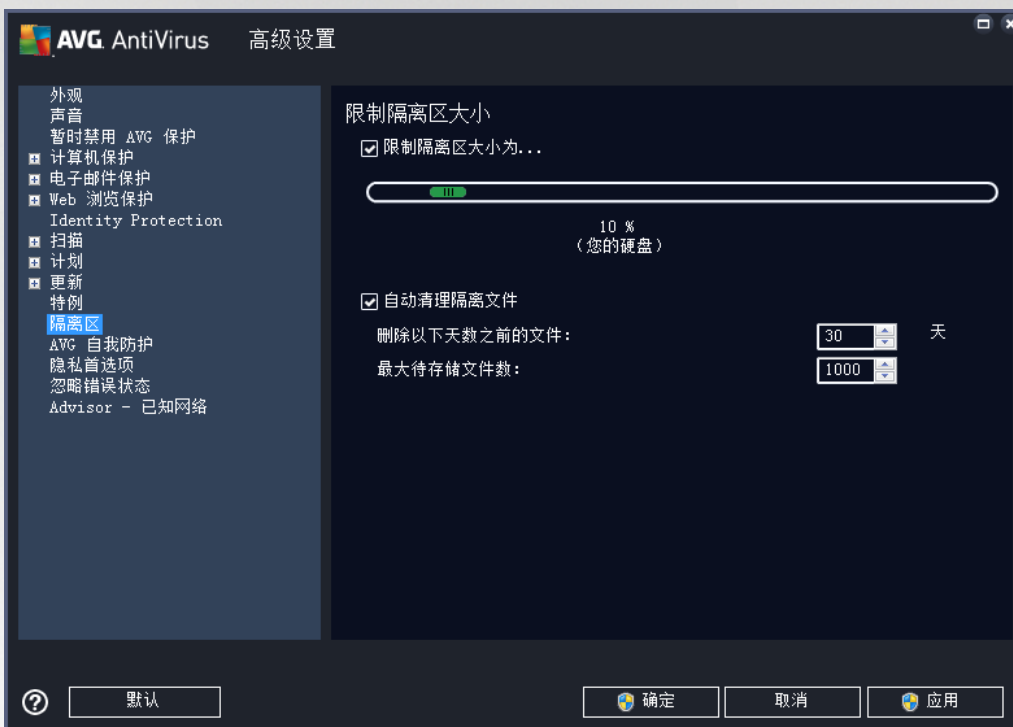 AVG. AntiVirus 高级设置
外观
声音
暂时禁用 AVG 保护
计算机保护
电子邮件保护
Web 浏览保护
Identity Protection
扫描
计划
更新
特例
隔离区
AVG 自我防护
隐私首选项
忽略错误状态
Advisor - 已知网络
限制隔离区大小
限制隔离区大小为...
10 %
(您的硬盘)
自动清理隔离文件
删除以下天数之前的文件: 30 天
最大待存储文件数: 1000
默认 确定 取消 应用